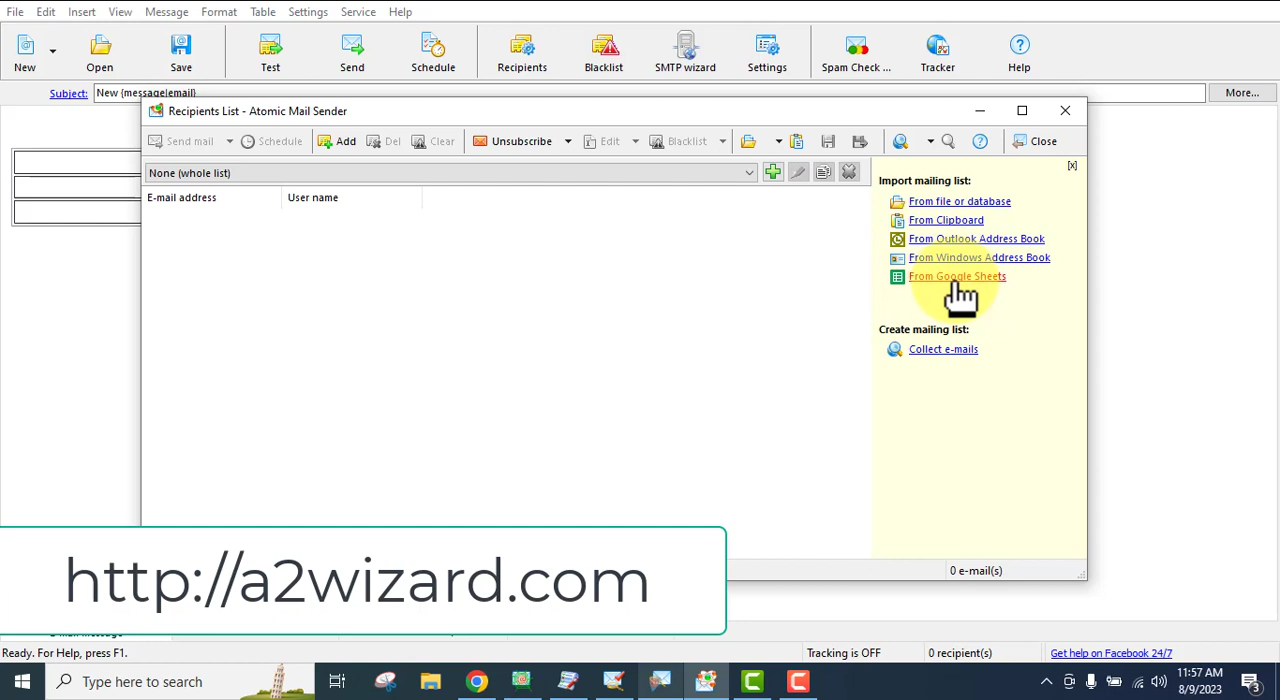 File Edit Insert View Message Format Table Settings Service Help
New Open Save Test Send Schedule Recipients Blacklist SMTP wizard Settings Spam Check ... Tracker Help
Subject: New {message|email} More...
Recipients List - Atomic Mail Sender
Send mail Schedule Add Del Clear Unsubscribe Edit Blacklist Close
None (whole list)
E-mail address User name
[x]
Import mailing list:
From file or database
From Clipboard
From Outlook Address Book
From Windows Address Book
From Google Sheets
Create mailing list:
Collect e-mails
http://a2wizard.com
0 e-mail(s)
Ready. For Help, press F1. Tracking is OFF 0 recipient(s) Get help on Facebook 24/7
Type here to search
11:57 AM
8/9/2023
3